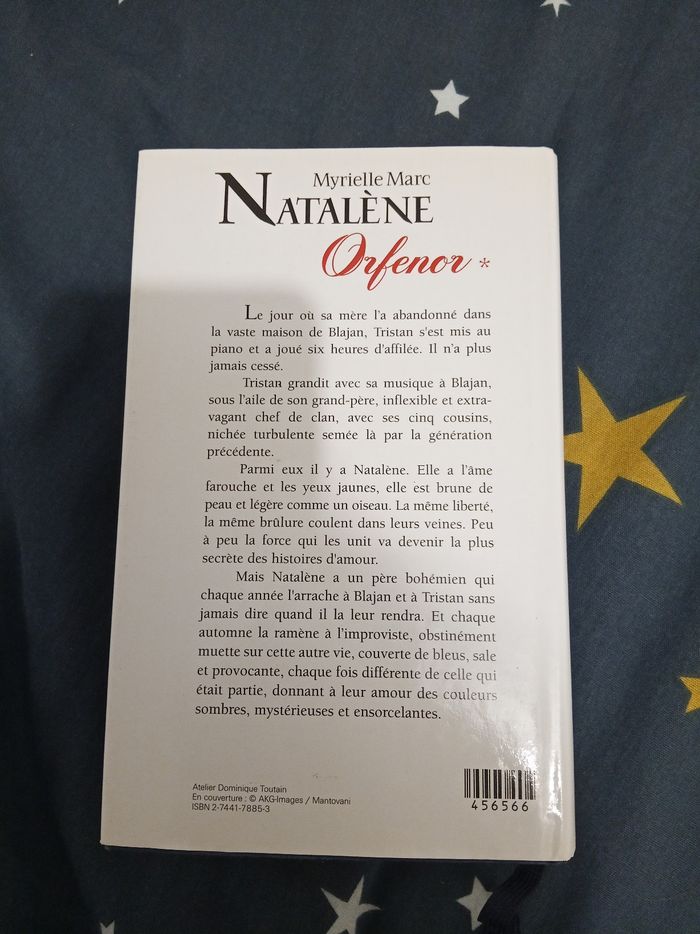 Myrielle Marc
NATALÈNE
Orfenor *
Le jour où sa mère l'a abandonné dans
la vaste maison de Blajan, Tristan s'est mis au
piano et a joué six heures d'affilée. Il n'a plus
jamais cessé.
Tristan grandit avec sa musique à Blajan,
sous l'aile de son grand-père, inflexible et extra-
vagant chef de clan, avec ses cinq cousins,
nichée turbulente semée là par la génération
précédente.
Parmi eux il y a Natalène. Elle a l'âme
farouche et les yeux jaunes, elle est brune de
peau et légère comme un oiseau. La même liberté,
la même brûlure coulent dans leurs veines. Peu
à peu la force qui les unit va devenir la plus
secrète des histoires d'amour.
Mais Natalène a un père bohémien qui
chaque année l'arrache à Blajan et à Tristan sans
jamais dire quand il la leur rendra. Et chaque
automne la ramène à l'improviste, obstinément
muette sur cette autre vie, couverte de bleus, sale
et provocante, chaque fois différente de celle qui
était partie, donnant à leur amour des couleurs
sombres, mystérieuses et ensorcelantes.
Atelier Dominique Toutain
En couverture : © AKG-Images / Mantovani
ISBN 2-7441-7885-3
456566